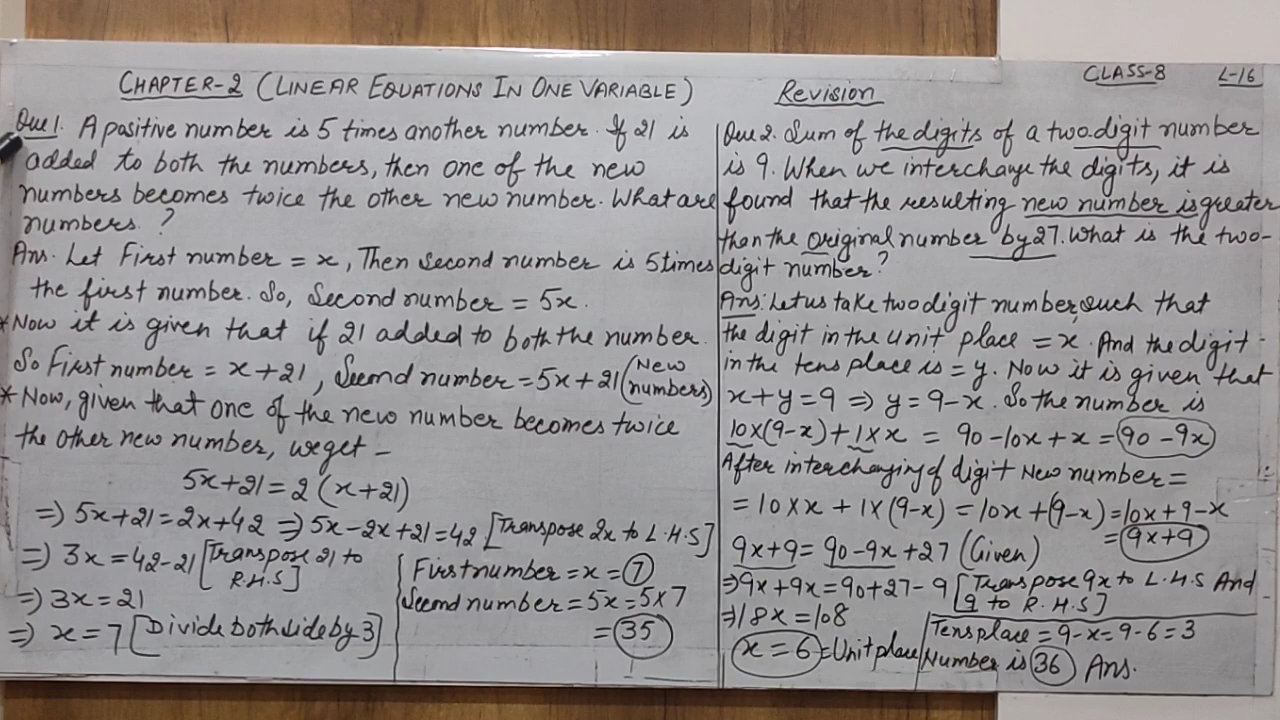 CHAPTER-2 (LINEAR EQUATIONS IN ONE VARIABLE)
Revision
CLASS-8 L-16
Que 1. A positive number is 5 times another number. If 21 is
added to both the numbers, then one of the new
numbers becomes twice the other new number. What are
numbers?
Ans. Let First number = x, Then Second number is 5 times
the first number. So, Second number = 5x.
*Now it is given that if 21 added to both the number.
So First number = x+21, Second number = 5x+21 (New numbers)
*Now, given that one of the new number becomes twice
the other new number, we get -
5x+21=2(x+21)
⇒ 5x+21=2x+42 ⇒ 5x-2x+21=42 [Transpose 2x to L.H.S]
⇒ 3x=42-21 [Transpose 21 to R.H.S]
⇒ 3x=21
⇒ x=7 [Divide both side by 3]
First number = x = 7
Second number = 5x = 5x7
= 35
Que 2. Sum of the digits of a two digit number
is 9. When we interchange the digits, it is
found that the resulting new number is greater
than the original number by 27. What is the two-
digit number?
Ans: Let us take two digit number, such that
the digit in the unit place = x. And the digit
in the tens place is = y. Now it is given that
x+y=9 ⇒ y=9-x. So the number is
10x(9-x)+1xx = 90-10x+x = 90-9x
After interchanging of digit New number =
= 10xx + 1x(9-x) = 10x+(9-x)=10x+9-x
= 9x+9
9x+9=90-9x+27 (Given)
⇒ 9x+9x=90+27-9 [Transpose 9x to L.H.S And
9 to R.H.S]
⇒ 18x=108
x=6 = Unit place
Tens place = 9-x=9-6=3
Number is 36 Ans.